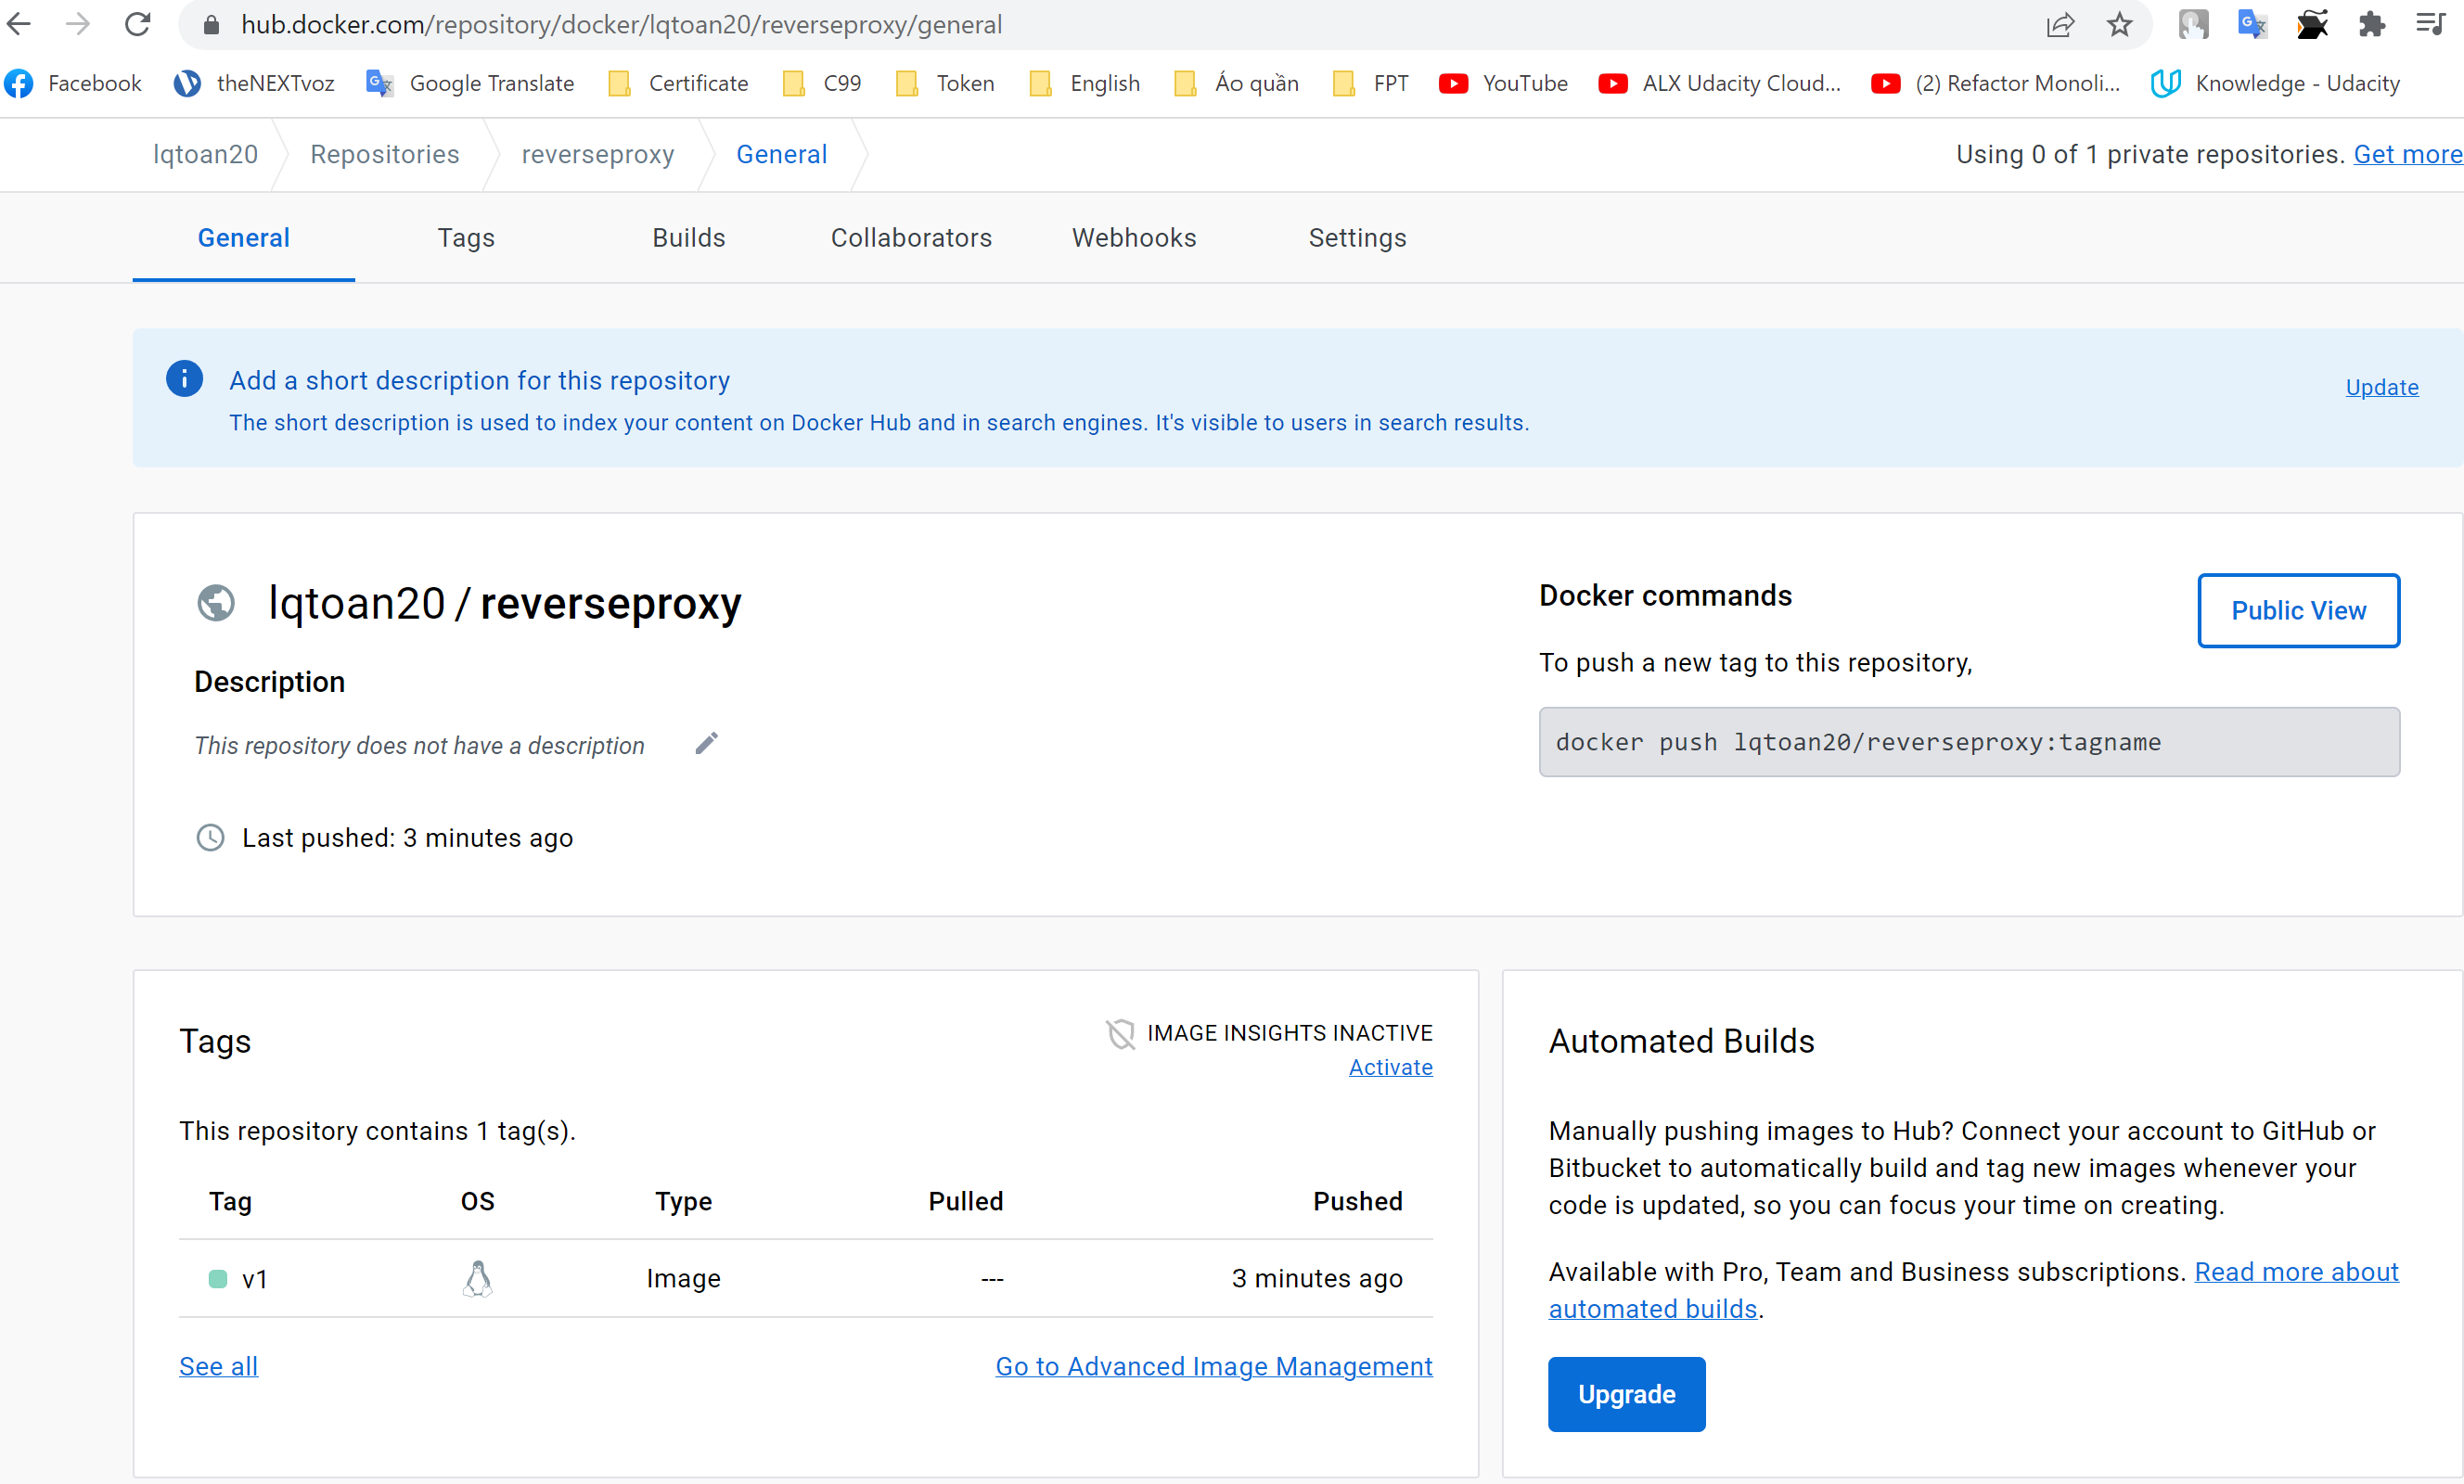 hub.docker.com/repository/docker/lqtoan20/reverseproxy/general
Facebook theNEXTvoz Google Translate Certificate C99 Token English Áo quần FPT YouTube ALX Udacity Cloud... (2) Refactor Monoli... Knowledge - Udacity
lqtoan20 Repositories reverseproxy General Using 0 of 1 private repositories. Get more
General Tags Builds Collaborators Webhooks Settings
Add a short description for this repository
Update
The short description is used to index your content on Docker Hub and in search engines. It's visible to users in search results.
lqtoan20 / reverseproxy
Description
This repository does not have a description
Last pushed: 3 minutes ago
Docker commands
Public View
To push a new tag to this repository,
docker push lqtoan20/reverseproxy:tagname
Tags
IMAGE INSIGHTS INACTIVE
Activate
This repository contains 1 tag(s).
Tag OS Type Pulled Pushed
v1 Image --- 3 minutes ago
See all Go to Advanced Image Management
Automated Builds
Manually pushing images to Hub? Connect your account to GitHub or
Bitbucket to automatically build and tag new images whenever your
code is updated, so you can focus your time on creating.
Available with Pro, Team and Business subscriptions. Read more about
automated builds.
Upgrade